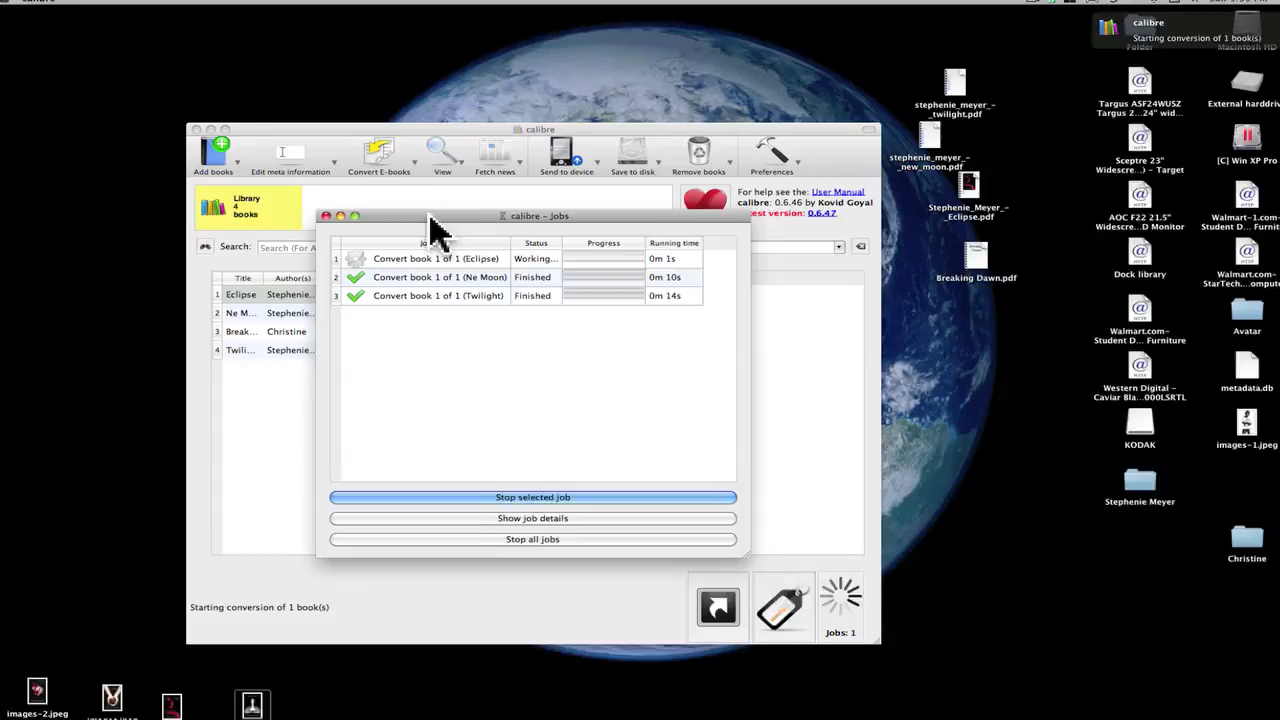 calibre
calibre
Starting conversion of 1 book(s)
Folder
Macintosh HD
stephenie_meyer_-
_twilight.pdf
Targus ASF24WUSZ
Targus 2...24" wid...
External harddriv
calibre
Add books
Edit meta information
Convert E-books
View
Fetch news
Send to device
Save to disk
Remove books
Preferences
stephenie_meyer_-
_new_moon.pdf
Sceptre 23"
Widescre...) - Target
[C] Win XP Pro
Library
4
books
For help see the: User Manual
calibre: 0.6.46 by Kovid Goyal
test version: 0.6.47
Stephenie_Meyer_-
_Eclipse.pdf
AOC F22 21.5"
Widescre...D Monitor
Walmart-1.com-
Student D... Furniture
calibre - Jobs
Search:
(For A
Status
Progress
Running time
1
Convert book 1 of 1 (Eclipse)
Working...
0m 1s
2
Convert book 1 of 1 (Ne Moon)
Finished
0m 10s
3
Convert book 1 of 1 (Twilight)
Finished
0m 14s
Breaking Dawn.pdf
Dock library
Walmart.com-
StarTech....ompute
Title
Author(s)
1
Eclipse
Stephenie..
2
Ne M...
Stephenie..
3
Break...
Christine
4
Twili...
Stephenie..
Walmart.com-
Student D... Furniture
Avatar
Western Digital -
Caviar Bla...000LSRTL
metadata.db
KODAK
images-1.jpeg
Stop selected job
Show job details
Stop all jobs
Stephenie Meyer
Christine
Starting conversion of 1 book(s)
Jobs: 1
images-2.jpeg